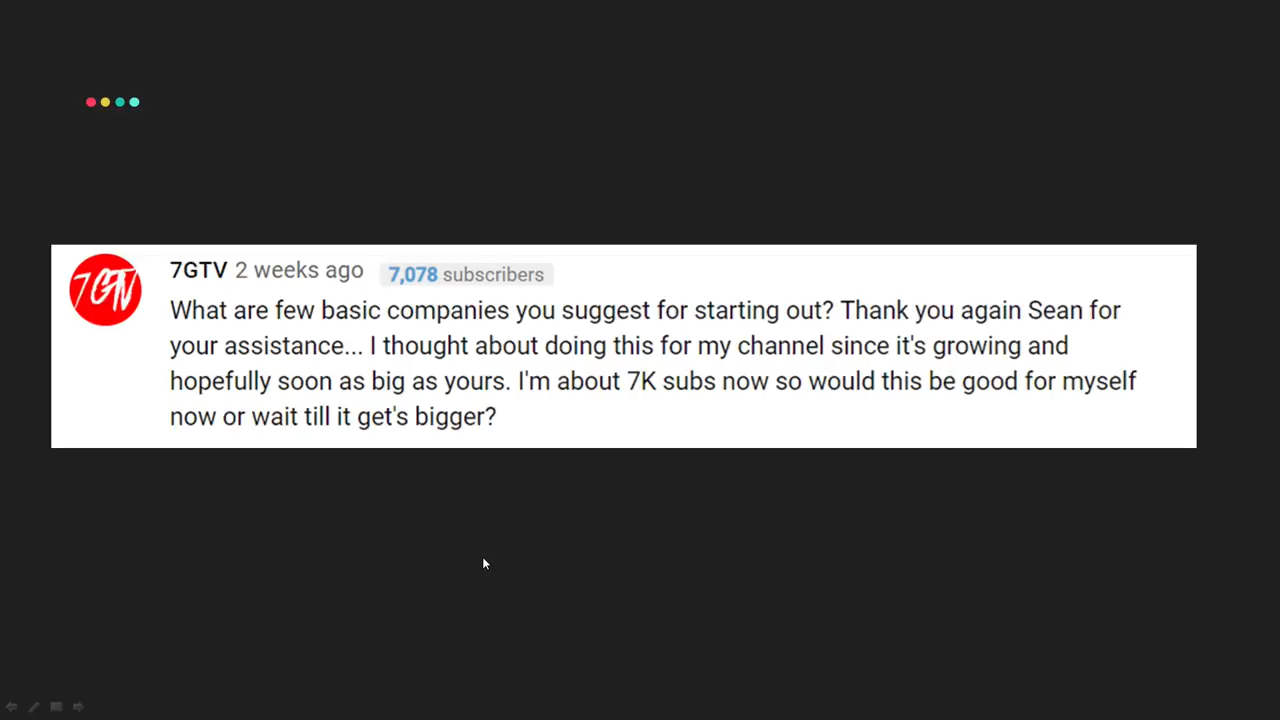 7GTV
7GTV 2 weeks ago 7,078 subscribers
What are few basic companies you suggest for starting out? Thank you again Sean for
your assistance... I thought about doing this for my channel since it's growing and
hopefully soon as big as yours. I'm about 7K subs now so would this be good for myself
now or wait till it get's bigger?